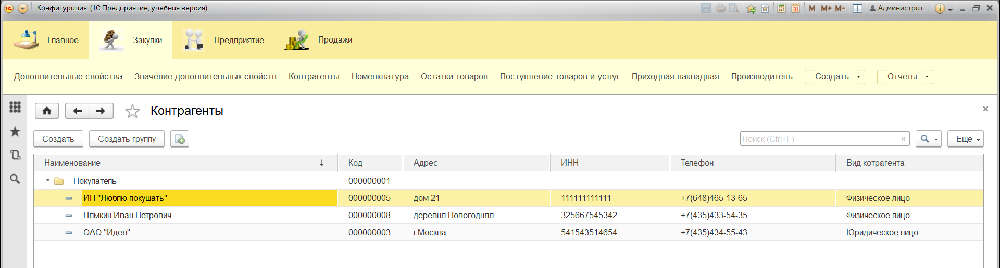 Конфигурация (1С:Предприятие, учебная версия) M M+ M- Администрат...
Главное Закупки Предприятие Продажи
Дополнительные свойства Значение дополнительных свойств Контрагенты Номенклатура Остатки товаров Поступление товаров и услуг Приходная накладная Производитель Создать Отчеты
Контрагенты
Создать Создать группу Поиск (Ctrl+F) × Еще
Наименование ↓ Код Адрес ИНН Телефон Вид котрагента
Покупатель 000000001
ИП "Люблю покушать" 000000005 дом 21 111111111111 +7(648)465-13-65 Физическое лицо
Нямкин Иван Петрович 000000008 деревня Новогодняя 325667545342 +7(435)433-54-35 Физическое лицо
ОАО "Идея" 000000003 г.Москва 541543514654 +7(435)434-55-43 Юридическое лицо